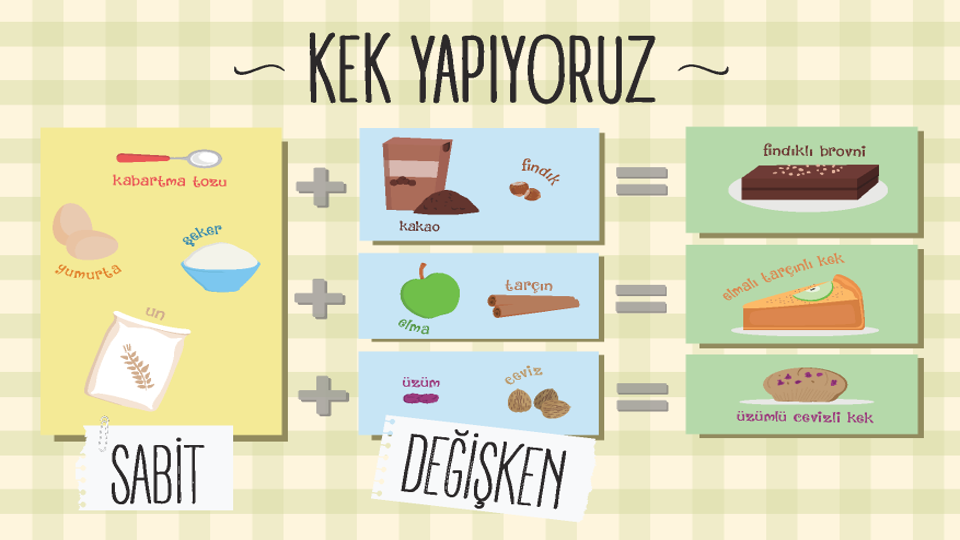 KEK YAPIYORUZ
kabartma tozu
yumurta
şeker
un
SABİT
kakao
fındık
elma
tarçın
üzüm
ceviz
DEĞİŞKEN
fındıklı brovni
elmalı tarçınlı kek
üzümlü cevizli kek